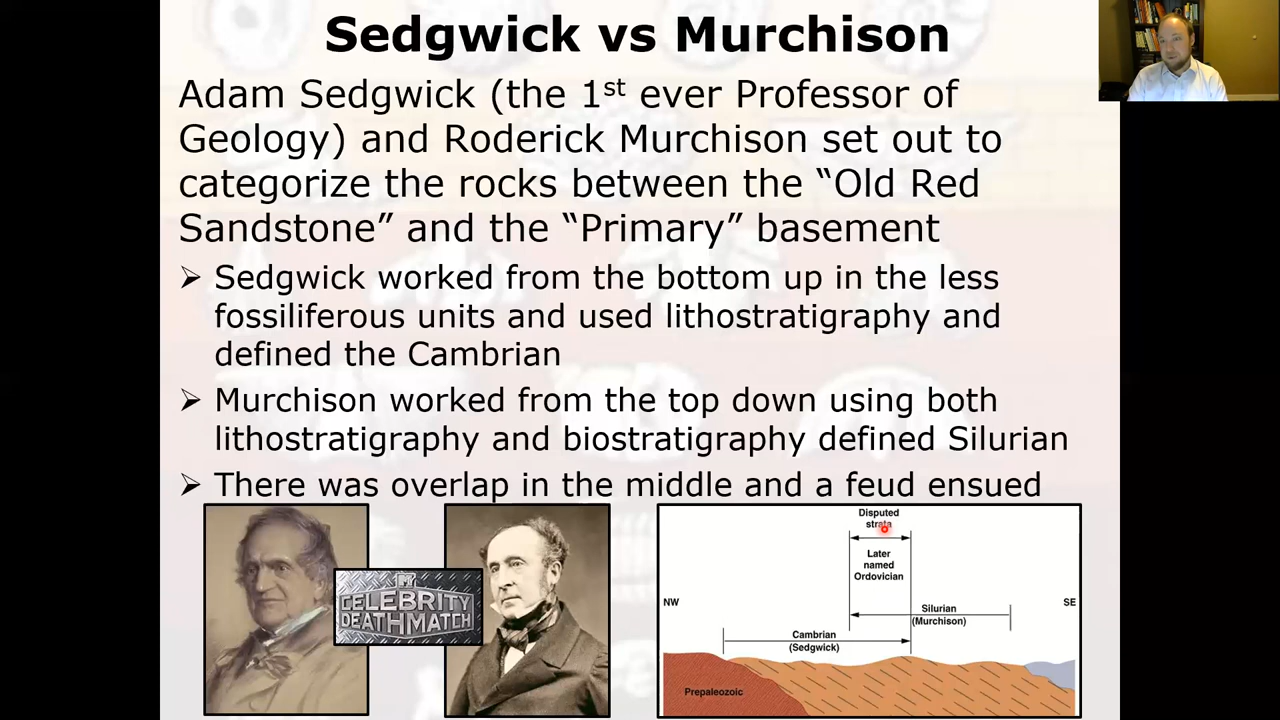 Sedgwick vs Murchison
Adam Sedgwick (the 1st ever Professor of
Geology) and Roderick Murchison set out to
categorize the rocks between the “Old Red
Sandstone” and the “Primary” basement
➢ Sedgwick worked from the bottom up in the less
fossiliferous units and used lithostratigraphy and
defined the Cambrian
➢ Murchison worked from the top down using both
lithostratigraphy and biostratigraphy defined Silurian
➢ There was overlap in the middle and a feud ensued
MTV
CELEBRITY
DEATHMATCH
Disputed
strata
Later
named
Ordovician
NW
SE
Silurian
(Murchison)
Cambrian
(Sedgwick)
Prepaleozoic